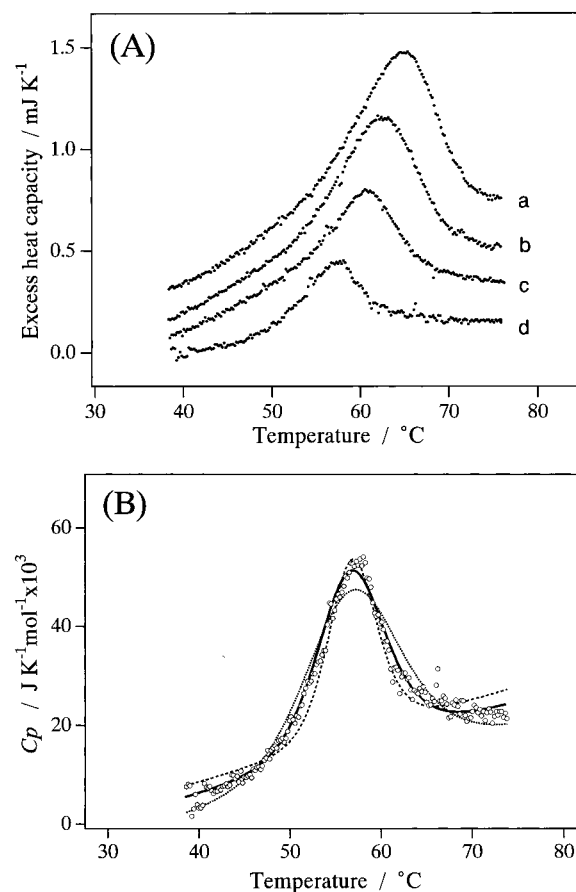 (A)
Excess heat capacity / mJ K⁻¹
1.5
1.0
0.5
0.0
a
b
c
d
30 40 50 60 70 80
Temperature / °C
(B)
Cp / J K⁻¹mol⁻¹x10³
60
40
20
0
30 40 50 60 70 80
Temperature / °C